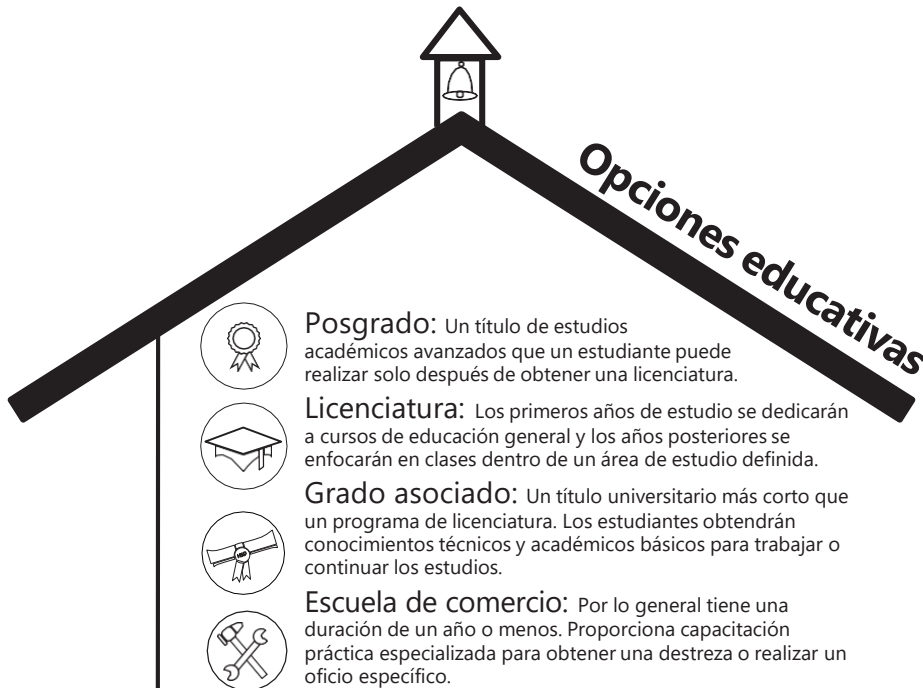 Opciones educativas
Posgrado: Un título de estudios
académicos avanzados que un estudiante puede
realizar solo después de obtener una licenciatura.
Licenciatura: Los primeros años de estudio se dedicarán
a cursos de educación general y los años posteriores se
enfocarán en clases dentro de un área de estudio definida.
Grado asociado: Un título universitario más corto que
un programa de licenciatura. Los estudiantes obtendrán
conocimientos técnicos y académicos básicos para trabajar o
continuar los estudios.
Escuela de comercio: Por lo general tiene una
duración de un año o menos. Proporciona capacitación
práctica especializada para obtener una destreza o realizar un
oficio específico.